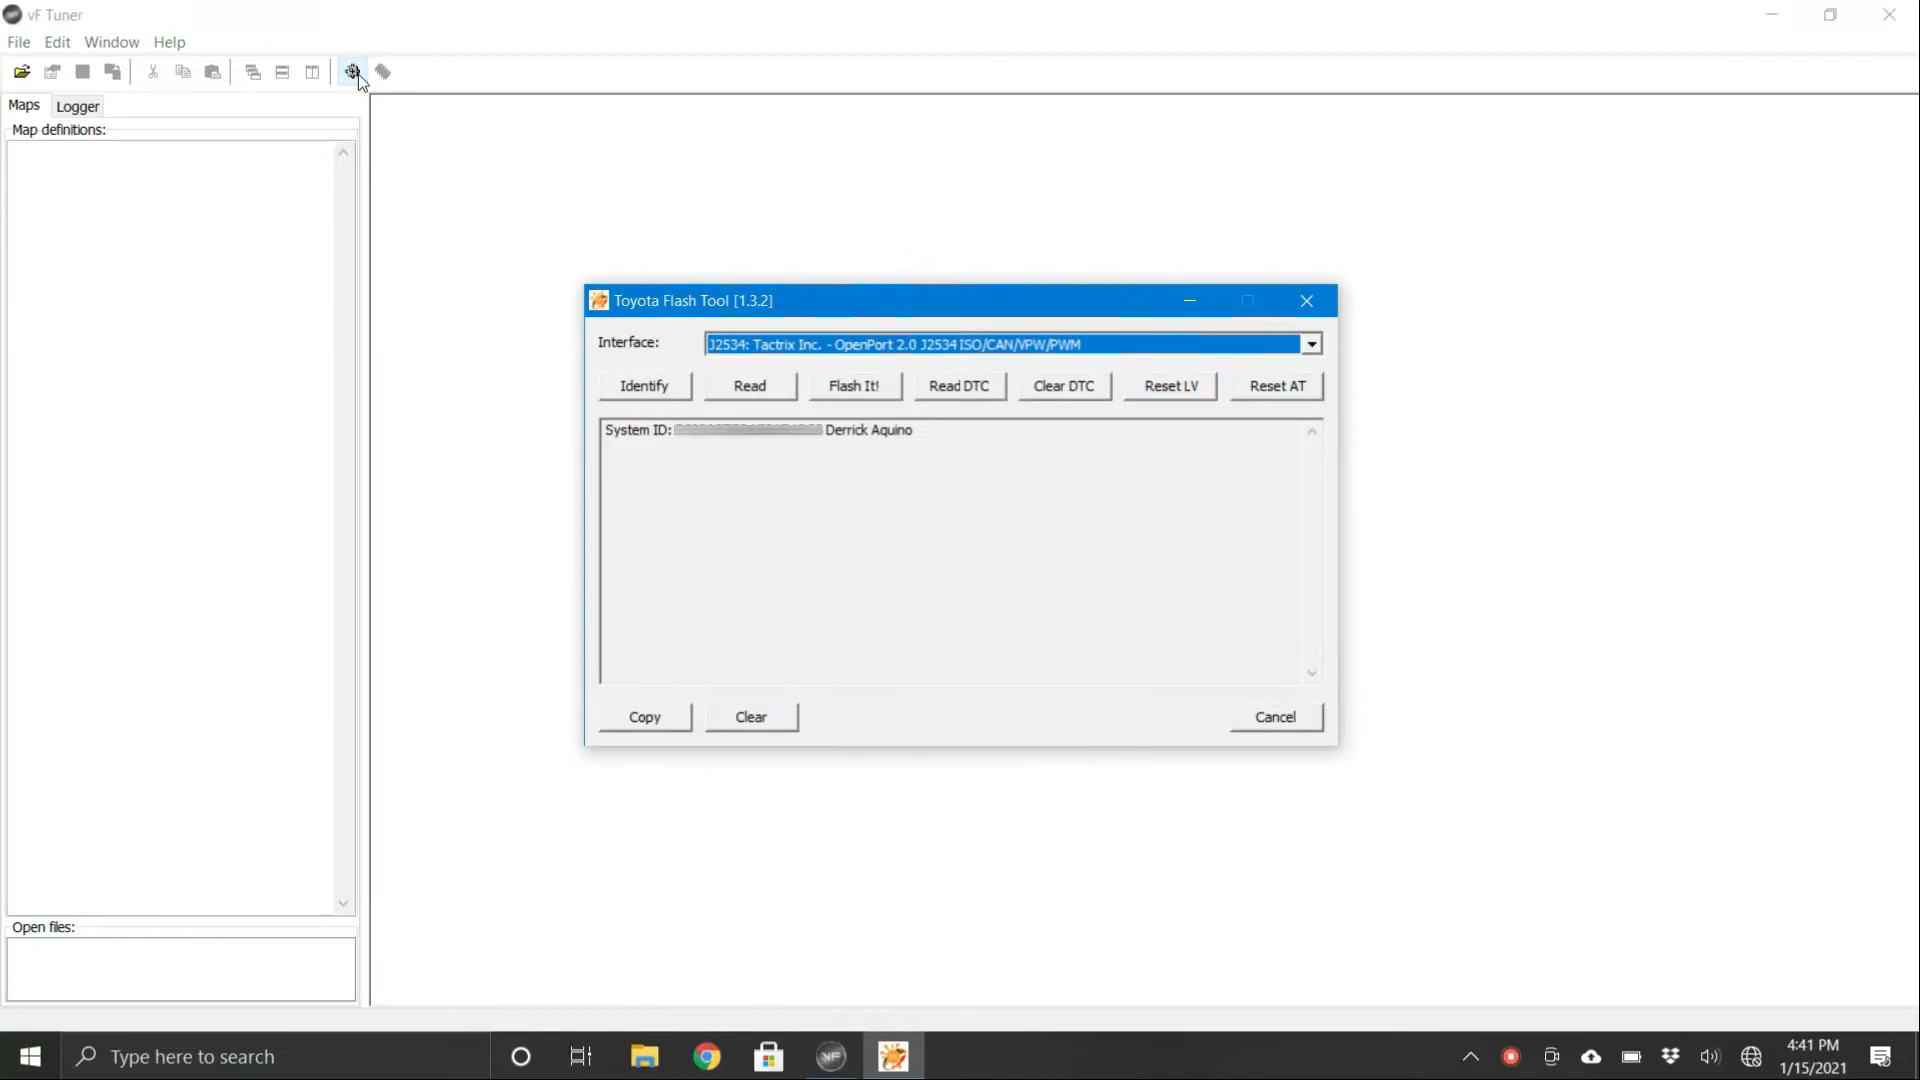 vF Tuner
File Edit Window Help
Maps Logger
Map definitions:
Toyota Flash Tool [1.3.2]
Interface: J2534: Tactrix Inc. - OpenPort 2.0 J2534 ISO/CAN/VPW/PWM
Identify Read Flash It! Read DTC Clear DTC Reset LV Reset AT
System ID: Derrick Aquino
Copy Clear Cancel
Open files:
Type here to search
VF
4:41 PM
1/15/2021